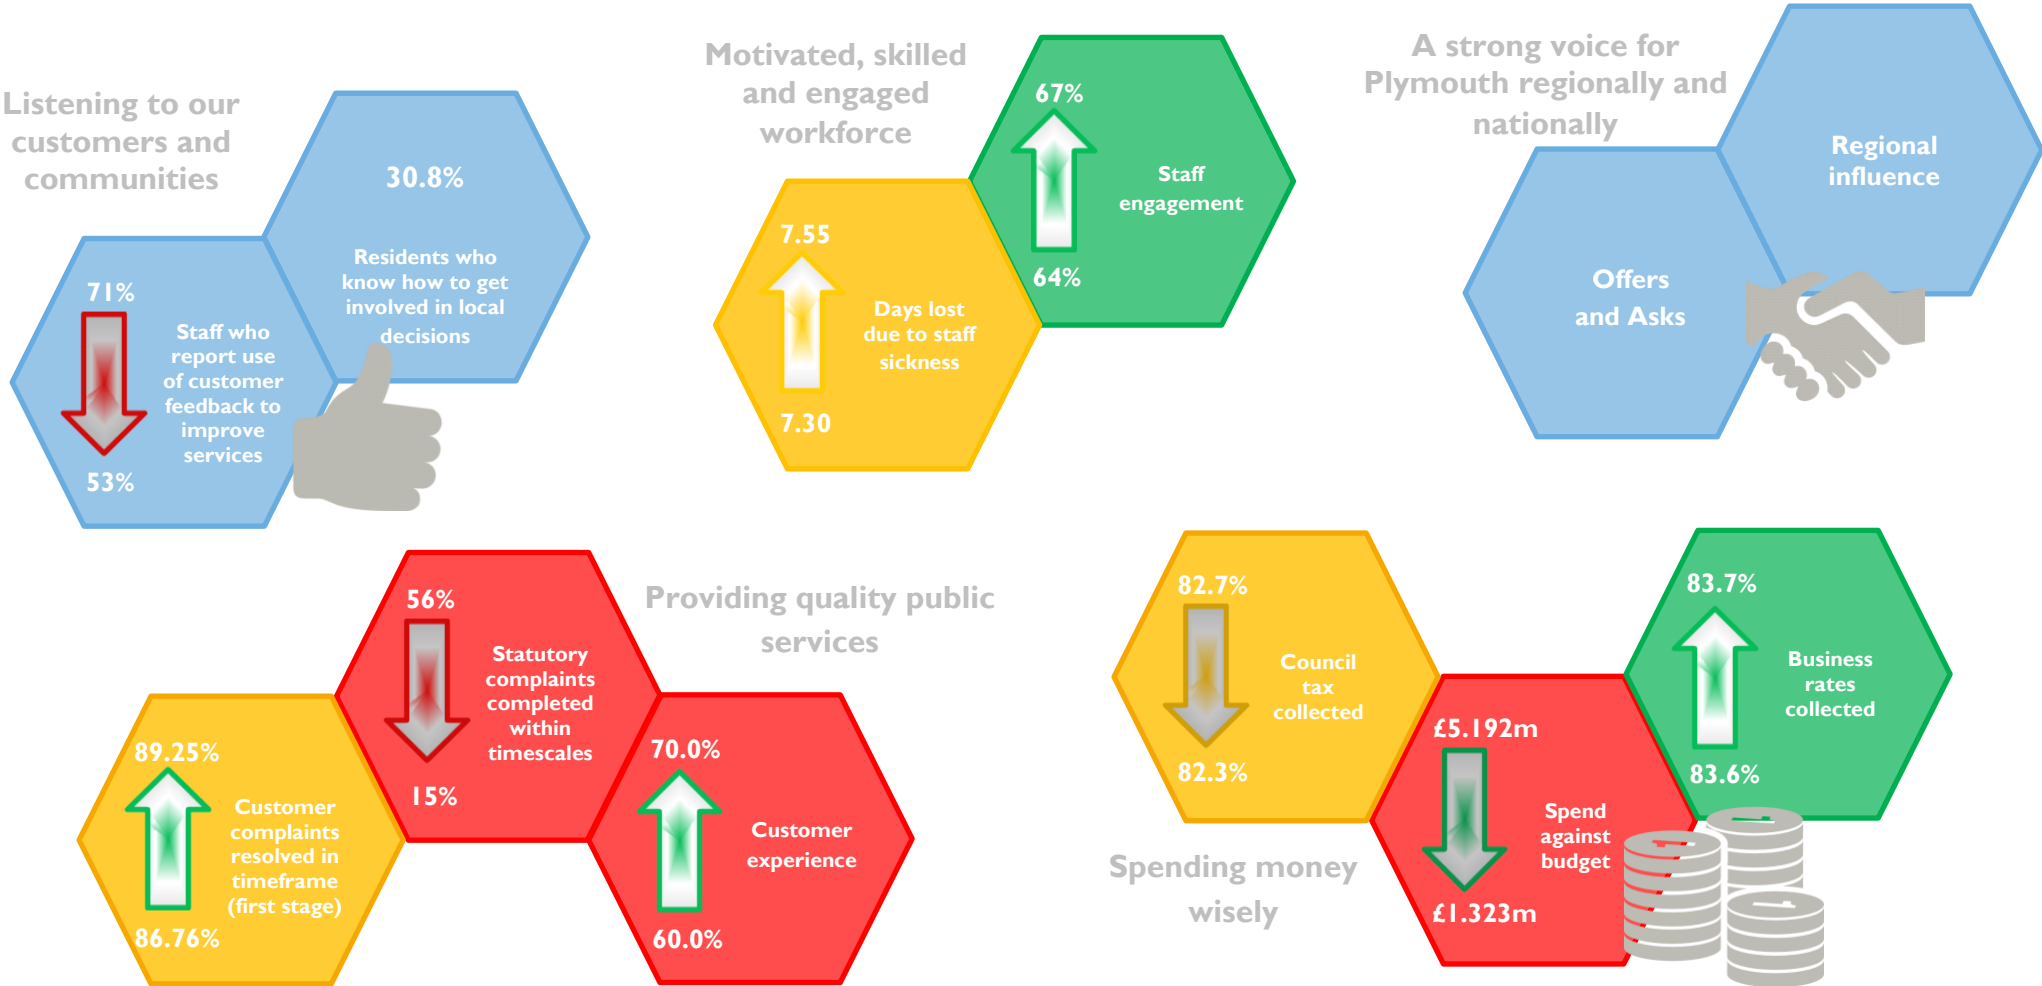 Listening to our
customers and
communities
30.8%
Residents who
know how to get
involved in local
decisions
71%
Staff who
report use
of customer
feedback to
improve
services
53%
Motivated, skilled
and engaged
workforce
67%
Staff
engagement
64%
7.55
Days lost
due to staff
sickness
7.30
A strong voice for
Plymouth regionally and
nationally
Regional
influence
Offers
and Asks
Providing quality public
services
56%
Statutory
complaints
completed
within
timescales
15%
89.25%
Customer
complaints
resolved in
timeframe
(first stage)
86.76%
70.0%
Customer
experience
60.0%
Spending money
wisely
82.7%
Council
tax
collected
82.3%
£5.192m
Spend
against
budget
£1.323m
83.7%
Business
rates
collected
83.6%
1
1
1